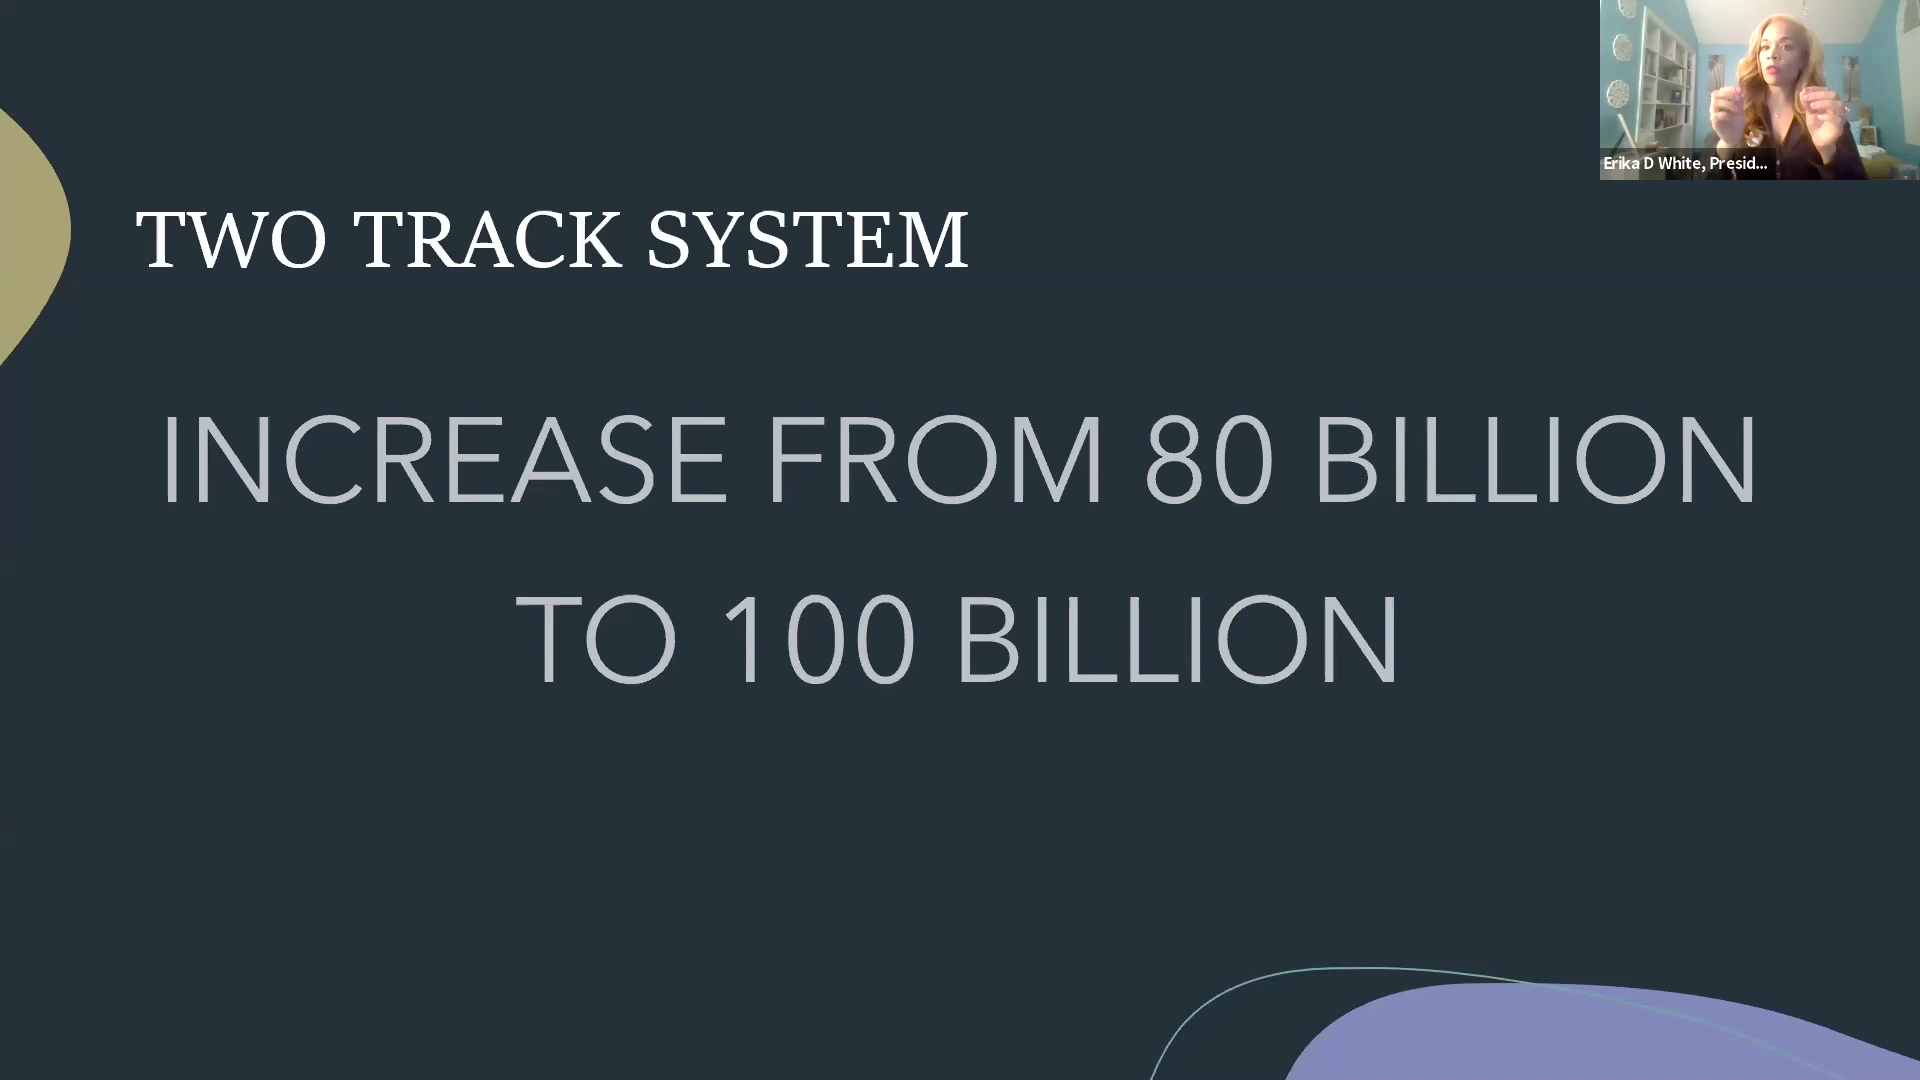 Erika D White, Presid...
TWO TRACK SYSTEM
INCREASE FROM 80 BILLION
TO 100 BILLION